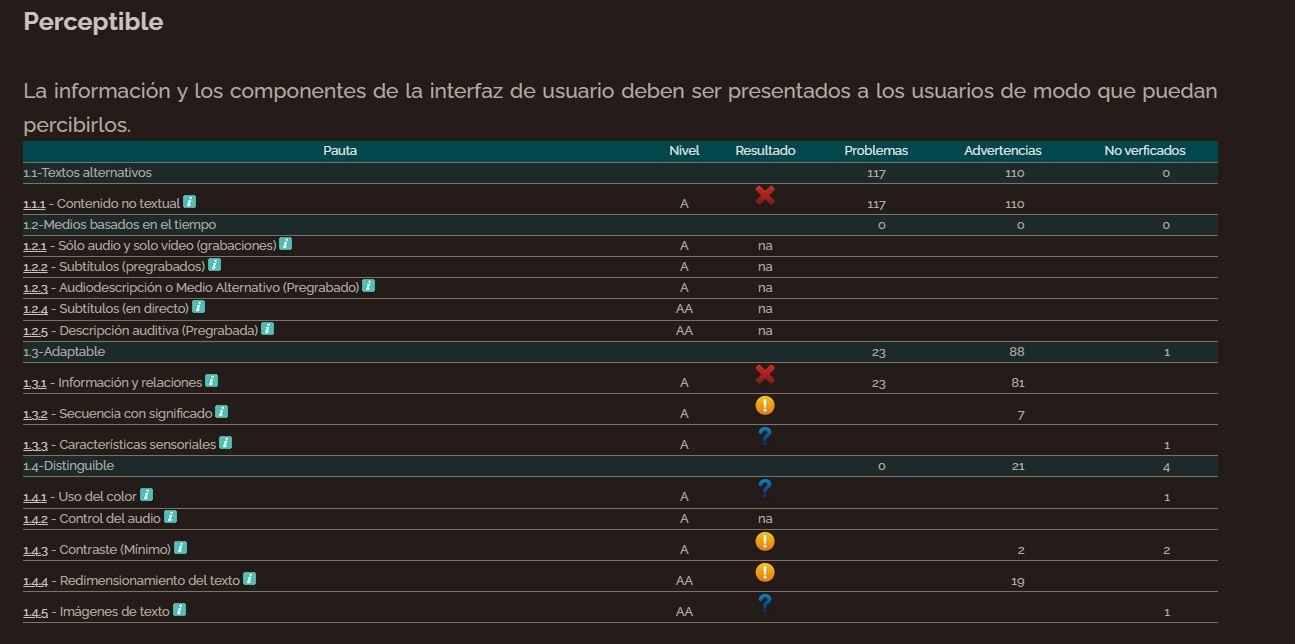 Perceptible
La información y los componentes de la interfaz de usuario deben ser presentados a los usuarios de modo que puedan
percibirlos.
Pauta Nivel Resultado Problemas Advertencias No verficados
1.1-Textos alternativos 117 110 0
1.1.1 - Contenido no textual i A 117 110
1.2-Medios basados en el tiempo 0 0 0
1.2.1 - Sólo audio y solo vídeo (grabaciones) i A na
1.2.2 - Subtítulos (pregrabados) i A na
1.2.3 - Audiodescripción o Medio Alternativo (Pregrabado) i A na
1.2.4 - Subtítulos (en directo) i AA na
1.2.5 - Descripción auditiva (Pregrabada) i AA na
1.3-Adaptable 23 88 1
1.3.1 - Información y relaciones i A 23 81
1.3.2 - Secuencia con significado i A ! 7
1.3.3 - Características sensoriales i A ? 1
1.4-Distinguible 0 21 4
1.4.1 - Uso del color i A ? 1
1.4.2 - Control del audio i A na
1.4.3 - Contraste (Mínimo) i A ! 2 2
1.4.4 - Redimensionamiento del texto i AA ! 19
1.4.5 - Imágenes de texto i AA ? 1